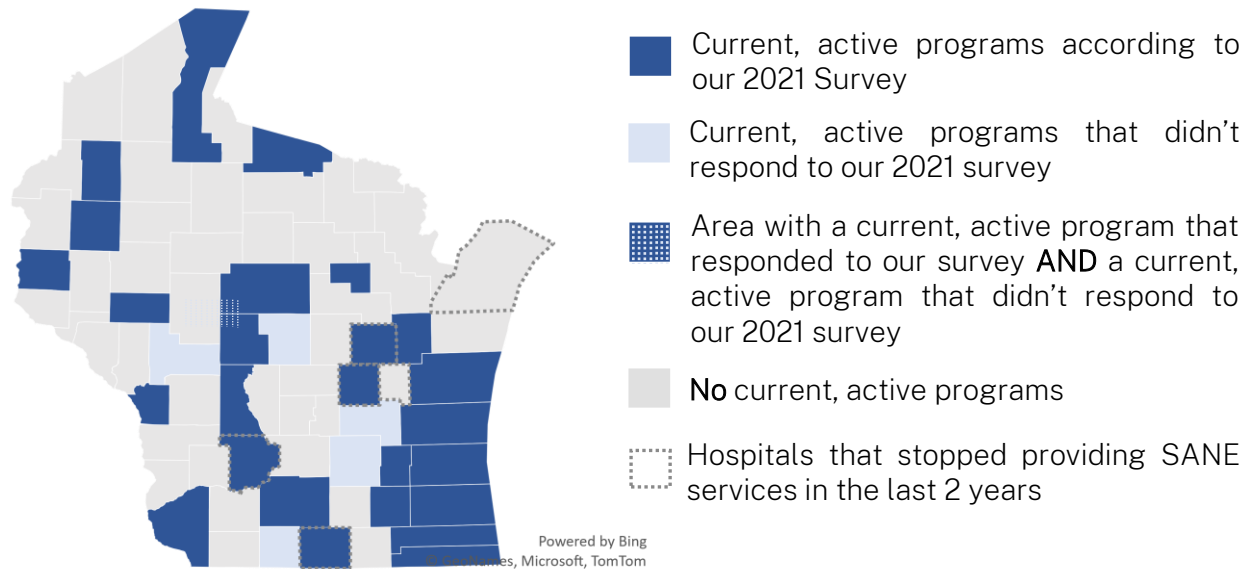 Current, active programs according to
our 2021 Survey
Current, active programs that didn't
respond to our 2021 survey
Area with a current, active program that
responded to our survey AND a current,
active program that didn't respond to
our 2021 survey
No current, active programs
Hospitals that stopped providing SANE
services in the last 2 years
Powered by Bing
© GeoNames, Microsoft, TomTom